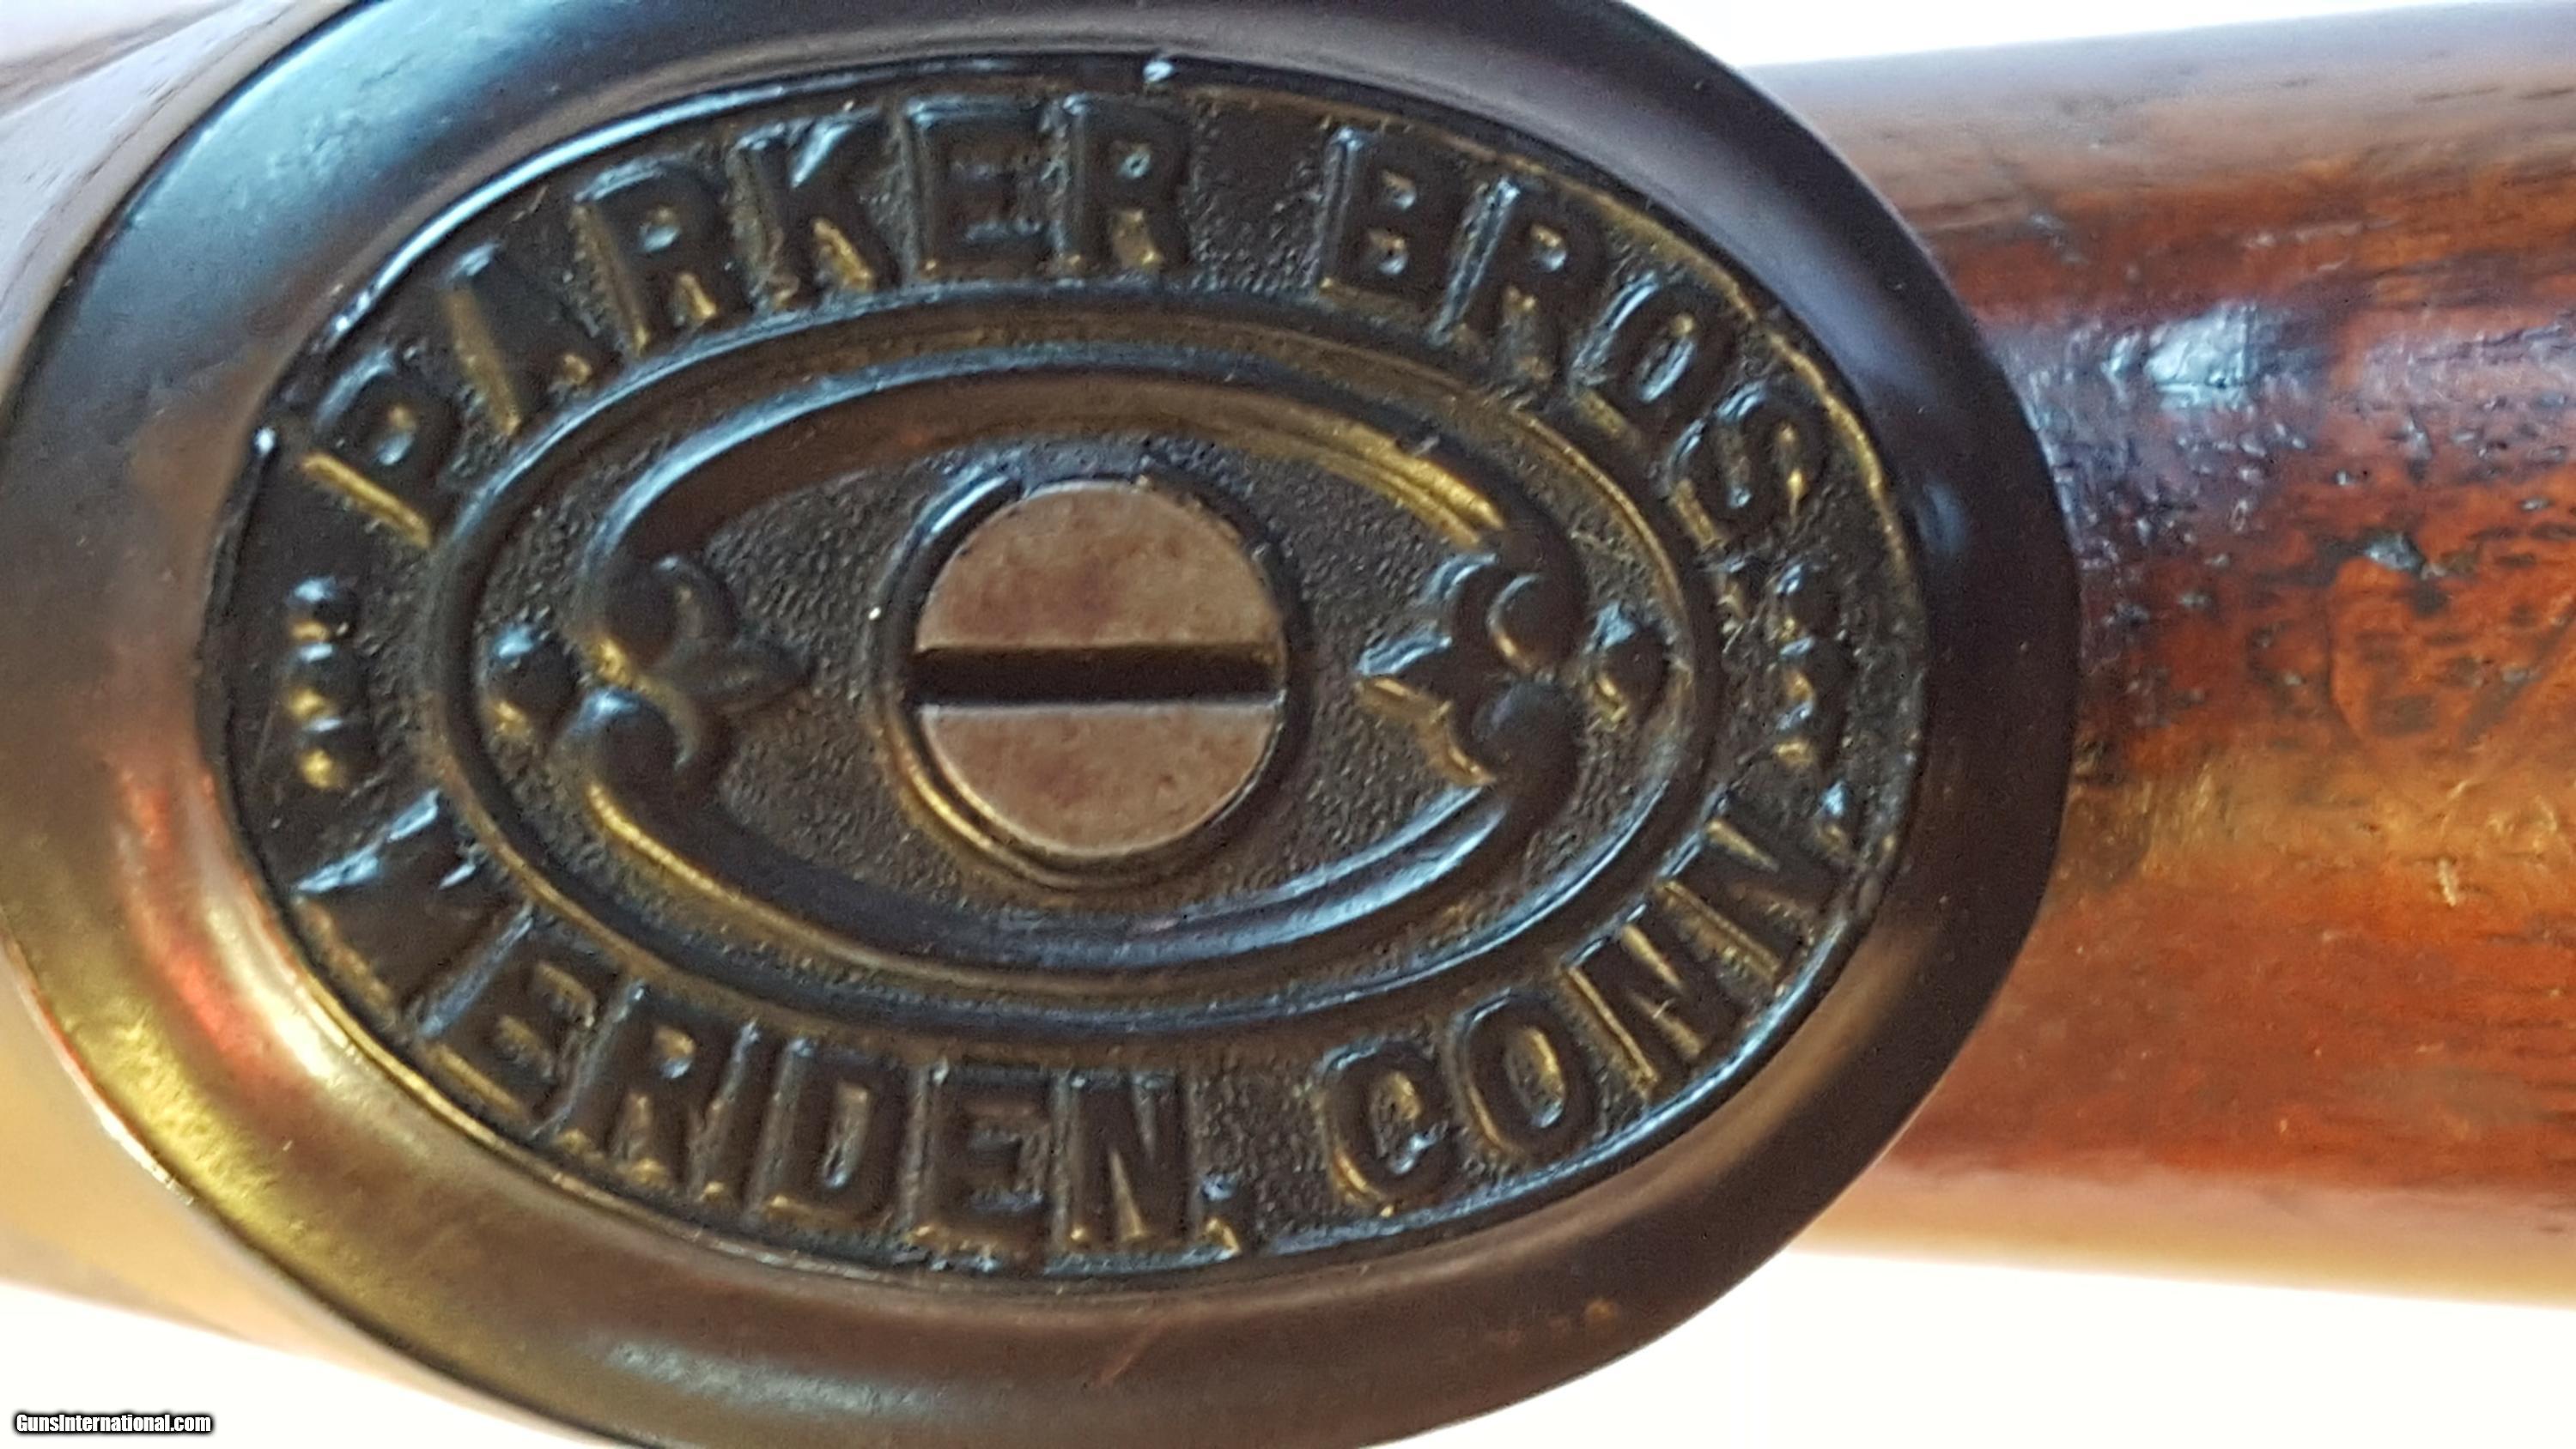 PARKER BROS
MERIDEN, CONN.
GunsInternational.com